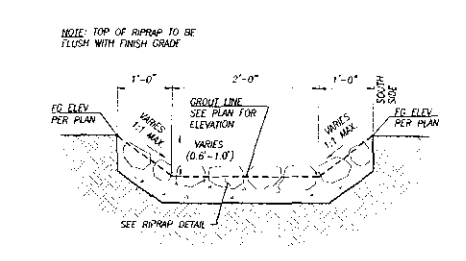 NOTE: TOP OF RIPRAP TO BE
FLUSH WITH FINISH GRADE
1'-0"
2'-0"
1'-0"
SOUTH
SIDE
FG ELEV
PER PLAN
VARIES
1:1 MAX.
GROUT LINE
SEE PLAN FOR
ELEVATION
VARIES
(0.6'-1.0')
VARIES
1:1 MAX.
FG ELEV
PER PLAN
SEE RIPRAP DETAIL